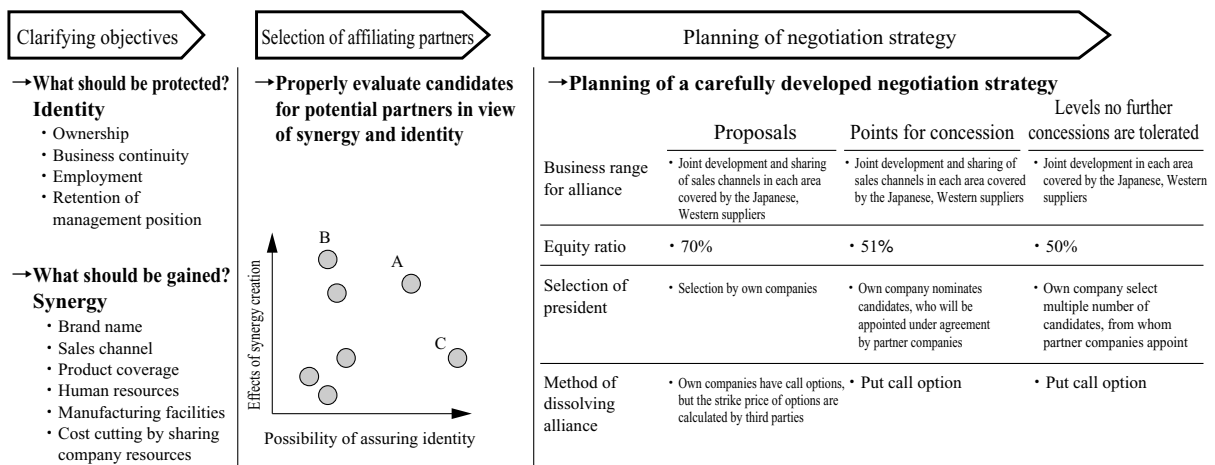 Clarifying objectives
Selection of affiliating partners
Planning of negotiation strategy
→What should be protected?
Identity
・Ownership
・Business continuity
・Employment
・Retention of
management position
→What should be gained?
Synergy
・Brand name
・Sales channel
・Product coverage
・Human resources
・Manufacturing facilities
・Cost cutting by sharing
company resources
→Properly evaluate candidates
for potential partners in view
of synergy and identity
Effects of synergy creation
B
A
C
Possibility of assuring identity
→Planning of a carefully developed negotiation strategy
Proposals
Points for concession
Levels no further
concessions are tolerated
Business range
for alliance
・Joint development and sharing
of sales channels in each area
covered by the Japanese,
Western suppliers
・Joint development and sharing of
sales channels in each area covered
by the Japanese, Western suppliers
・Joint development in each area
covered by the Japanese, Western
suppliers
Equity ratio
・70%
・51%
・50%
Selection of
president
・Selection by own companies
・Own company nominates
candidates, who will be
appointed under agreement
by partner companies
・Own company select
multiple number of
candidates, from whom
partner companies appoint
Method of
dissolving
alliance
・Own companies have call options,
but the strike price of options are
calculated by third parties
・Put call option
・Put call option